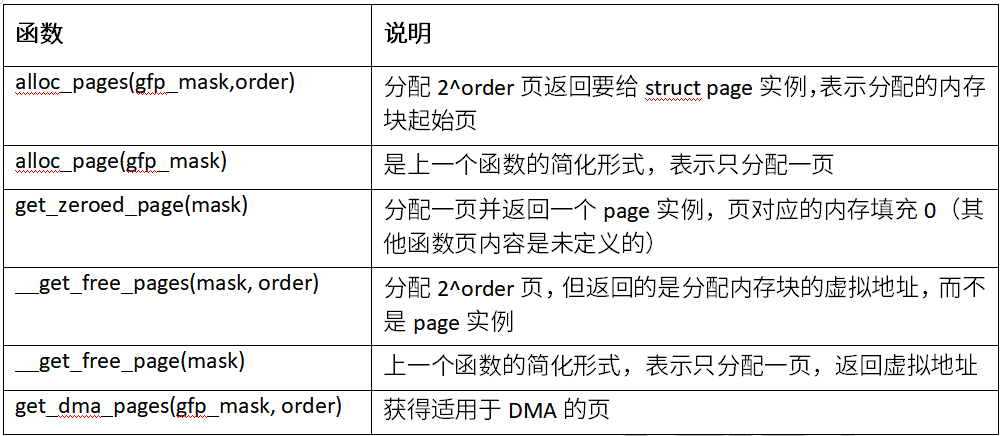 函数 说明
alloc_pages(gfp_mask,order) 分配 2^order 页返回要给 struct page 实例，表示分配的内存
块起始页
alloc_page(gfp_mask) 是上一个函数的简化形式，表示只分配一页
get_zeroed_page(mask) 分配一页并返回一个 page 实例，页对应的内存填充 0（其
他函数页内容是未定义的）
__get_free_pages(mask, order) 分配 2^order 页，但返回的是分配内存块的虚拟地址，而不
是 page 实例
__get_free_page(mask) 上一个函数的简化形式，表示只分配一页，返回虚拟地址
get_dma_pages(gfp_mask, order) 获得适用于 DMA 的页